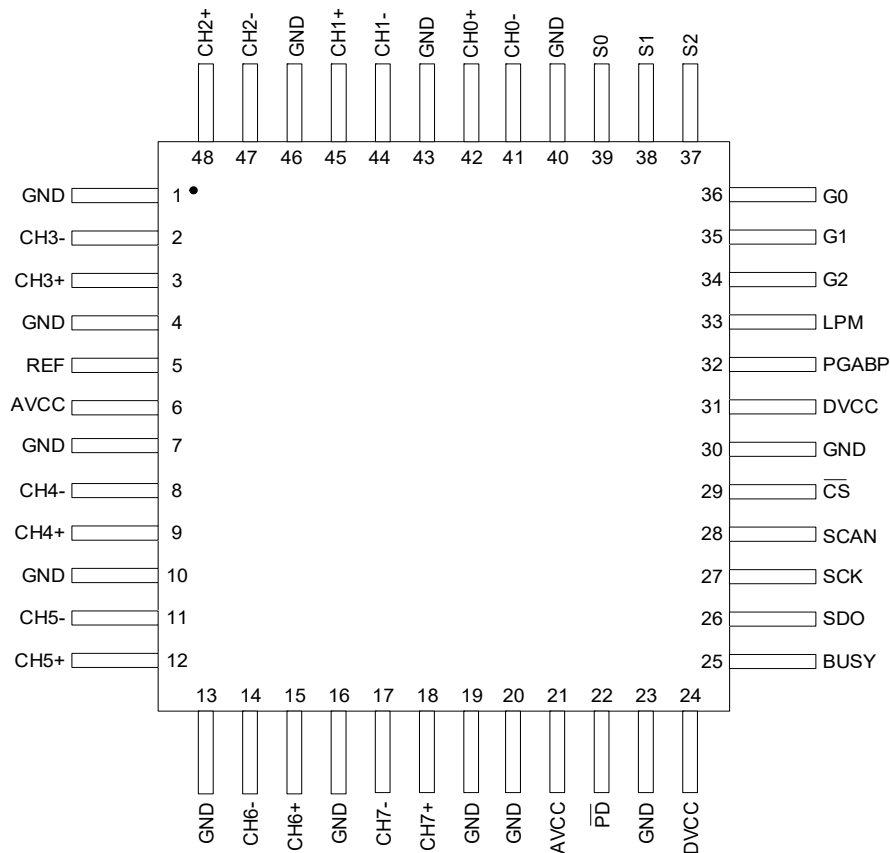 CH2+ CH2- GND CH1+ CH1- GND CH0+ CH0- GND S0 S1 S2
48 47 46 45 44 43 42 41 40 39 38 37
GND 1 36 G0
CH3- 2 35 G1
CH3+ 3 34 G2
GND 4 33 LPM
REF 5 32 PGABP
AVCC 6 31 DVCC
GND 7 30 GND
CH4- 8 29 C̅S̅
CH4+ 9 28 SCAN
GND 10 27 SCK
CH5- 11 26 SDO
CH5+ 12 25 BUSY
13 14 15 16 17 18 19 20 21 22 23 24
GND CH6- CH6+ GND CH7- CH7+ GND GND AVCC P̅D̅ GND DVCC